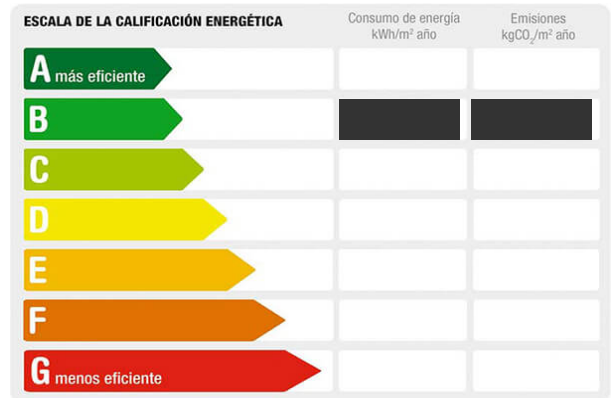 ESCALA DE LA CALIFICACIÓN ENERGÉTICA
Consumo de energía
kWh/m² año
Emisiones
kgCO₂/m² año
A más eficiente
B
C
D
E
F
G menos eficiente